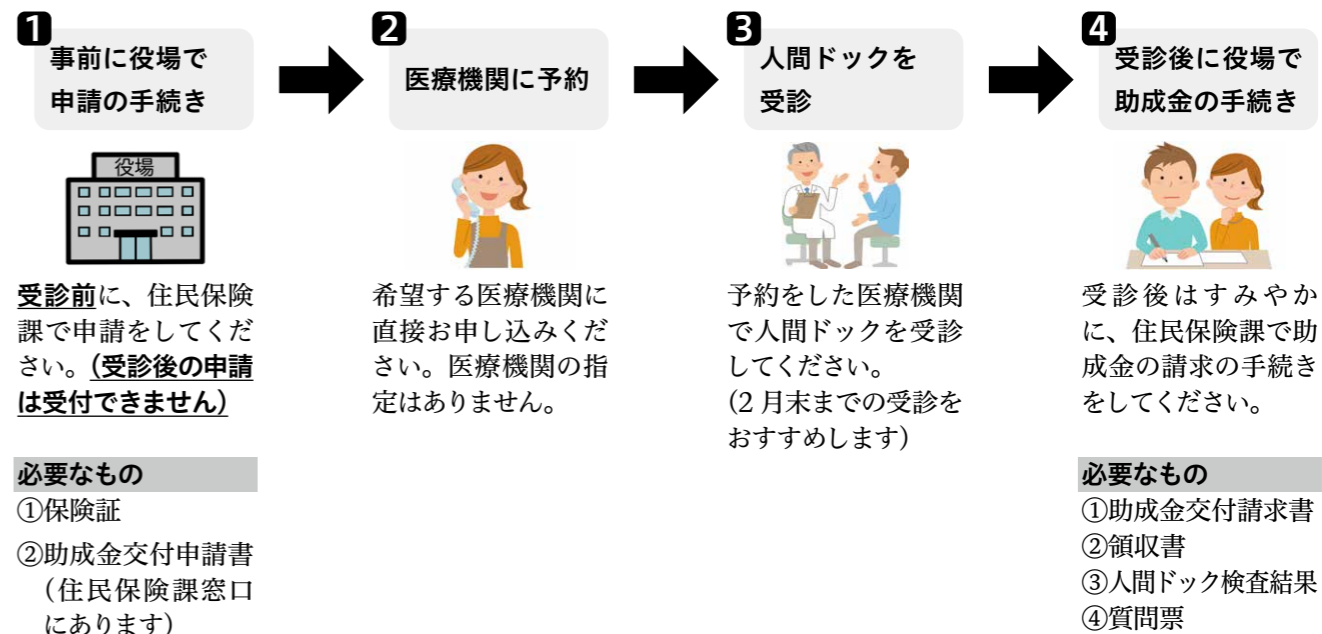 1
事前に役場で
申請の手続き
役場
受診前に、住民保険
課で申請をしてくだ
さい。(受診後の申請
は受付できません)
必要なもの
①保険証
②助成金交付申請書
(住民保険課窓口
にあります)
2
医療機関に予約
希望する医療機関に
直接お申し込みくだ
さい。医療機関の指
定はありません。
3
人間ドックを
受診
予約をした医療機関
で人間ドックを受診
してください。
(2月末までの受診を
おすすめします)
4
受診後に役場で
助成金の手続き
受診後はすみやか
に、住民保険課で助
成金の請求の手続き
をしてください。
必要なもの
①助成金交付請求書
②領収書
③人間ドック検査結果
④質問票